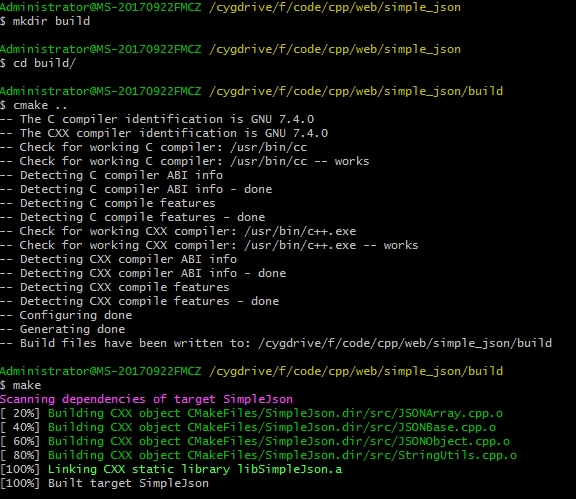 Administrator@MS-20170922FMCZ /cygdrive/f/code/cpp/web/simple_json
$ mkdir build
Administrator@MS-20170922FMCZ /cygdrive/f/code/cpp/web/simple_json
$ cd build/
Administrator@MS-20170922FMCZ /cygdrive/f/code/cpp/web/simple_json/build
$ cmake ..
-- The C compiler identification is GNU 7.4.0
-- The CXX compiler identification is GNU 7.4.0
-- Check for working C compiler: /usr/bin/cc
-- Check for working C compiler: /usr/bin/cc -- works
-- Detecting C compiler ABI info
-- Detecting C compiler ABI info - done
-- Detecting C compile features
-- Detecting C compile features - done
-- Check for working CXX compiler: /usr/bin/c++.exe
-- Check for working CXX compiler: /usr/bin/c++.exe -- works
-- Detecting CXX compiler ABI info
-- Detecting CXX compiler ABI info - done
-- Detecting CXX compile features
-- Detecting CXX compile features - done
-- Configuring done
-- Generating done
-- Build files have been written to: /cygdrive/f/code/cpp/web/simple_json/build
Administrator@MS-20170922FMCZ /cygdrive/f/code/cpp/web/simple_json/build
$ make
Scanning dependencies of target SimpleJson
[ 20%] Building CXX object CMakeFiles/SimpleJson.dir/src/JSONArray.cpp.o
[ 40%] Building CXX object CMakeFiles/SimpleJson.dir/src/JSONBase.cpp.o
[ 60%] Building CXX object CMakeFiles/SimpleJson.dir/src/JSONObject.cpp.o
[ 80%] Building CXX object CMakeFiles/SimpleJson.dir/src/StringUtils.cpp.o
[100%] Linking CXX static library libSimpleJson.a
[100%] Built target SimpleJson